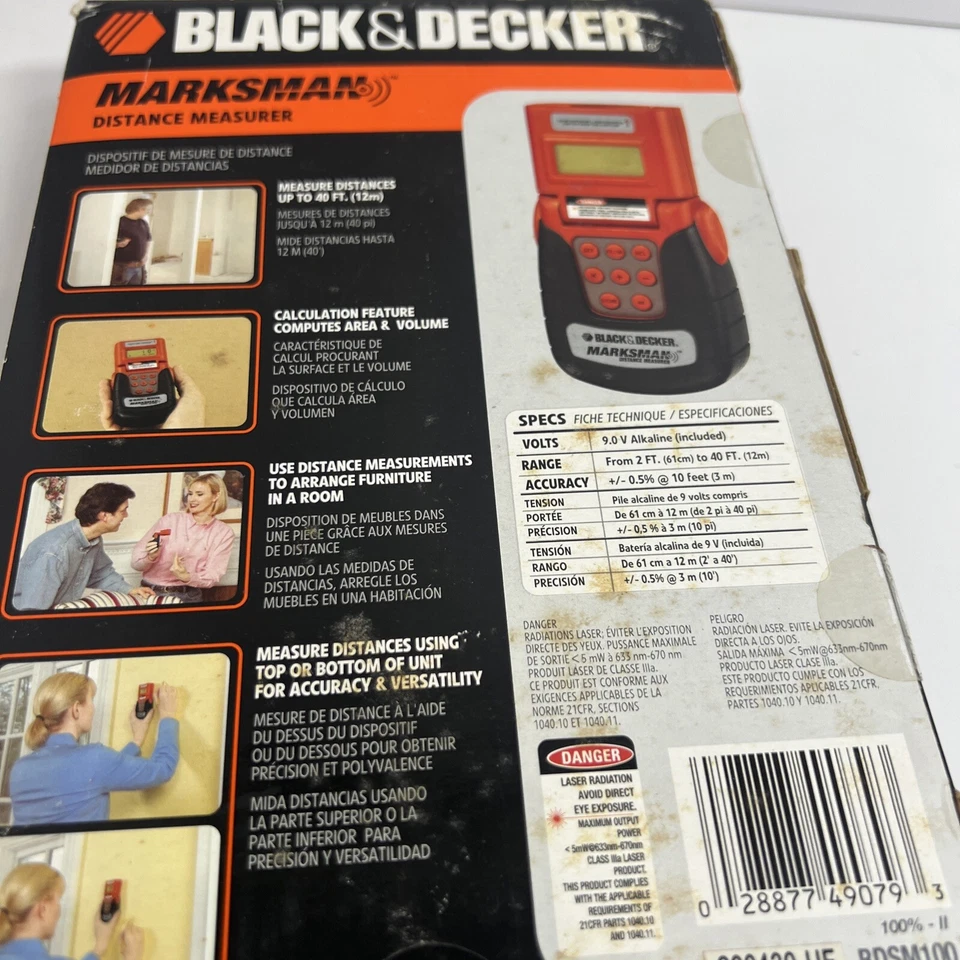 BLACK&DECKER®
MARKSMAN™
DISTANCE MEASURER
DISPOSITIF DE MESURE DE DISTANCE
MEDIDOR DE DISTANCIAS
MEASURE DISTANCES
UP TO 40 FT. (12m)
MESURES DE DISTANCES
JUSQU'À 12 m (40 pi)
MIDE DISTANCIAS HASTA
12 M (40')
CALCULATION FEATURE
COMPUTES AREA & VOLUME
CARACTÉRISTIQUE DE
CALCUL PROCURANT
LA SURFACE ET LE VOLUME
DISPOSITIVO DE CÁLCULO
QUE CALCULA ÁREA
Y VOLUMEN
USE DISTANCE MEASUREMENTS
TO ARRANGE FURNITURE
IN A ROOM
DISPOSITION DE MEUBLES DANS
UNE PIÈCE GRÂCE AUX MESURES
DE DISTANCE
USANDO LAS MEDIDAS DE
DISTANCIAS, ARREGLE LOS
MUEBLES EN UNA HABITACIÓN
MEASURE DISTANCES USING
TOP OR BOTTOM OF UNIT
FOR ACCURACY & VERSATILITY
MESURE DE DISTANCE À L'AIDE
DU DESSUS DU DISPOSITIF
OU DU DESSOUS POUR OBTENIR
PRÉCISION ET POLYVALENCE
MIDA DISTANCIAS USANDO
LA PARTE SUPERIOR O LA
PARTE INFERIOR PARA
PRECISIÓN Y VERSATILIDAD
DANGER
BLACK&DECKER.
MARKSMAN™
DISTANCE MEASURER
SPECS FICHE TECHNIQUE / ESPECIFICACIONES
VOLTS 9.0 V Alkaline (included)
RANGE From 2 FT. (61cm) to 40 FT. (12m)
ACCURACY +/- 0.5% @ 10 feet (3 m)
TENSION Pile alcaline de 9 volts compris
PORTÉE De 61 cm à 12 m (de 2 pi à 40 pi)
PRÉCISION +/- 0,5 % à 3 m (10 pi)
TENSIÓN Batería alcalina de 9 V (incluida)
RANGO De 61 cm a 12 m (2' a 40')
PRECISIÓN +/- 0.5% @ 3 m (10')
DANGER
RADIATIONS LASER; ÉVITER L'EXPOSITION
DIRECTE DES YEUX. PUISSANCE MAXIMALE
DE SORTIE < 5 mW à 633 nm-670 nm
PRODUIT LASER DE CLASSE IIIa.
CE PRODUIT EST CONFORME AUX
EXIGENCES APPLICABLES DE LA
NORME 21CFR, SECTIONS
1040.10 ET 1040.11.
PELIGRO
RADIACIÓN LASER. EVITE LA EXPOSICIÓN
DIRECTA A LOS OJOS.
SALIDA MÁXIMA <5mW@633nm-670nm
PRODUCTO LASER CLASE IIIa.
ESTE PRODUCTO CUMPLE CON LOS
REQUERIMIENTOS APLICABLES 21CFR,
PARTES 1040.10 Y 1040.11.
DANGER
LASER RADIATION
AVOID DIRECT
EYE EXPOSURE.
MAXIMUM OUTPUT
POWER
<5mW@633nm-670nm
CLASS IIIa LASER
PRODUCT.
THIS PRODUCT COMPLIES
WITH THE APPLICABLE
REQUIREMENTS OF
21CFR PARTS 1040.10
AND 1040.11.
0 28877 49079 3
100% - II
BDSM100